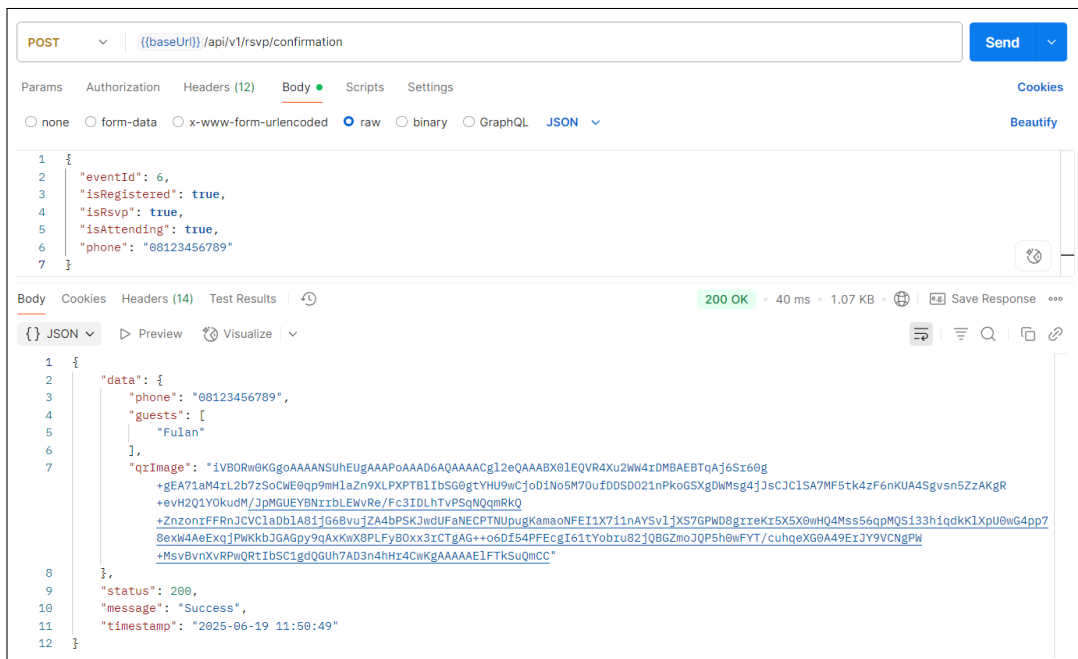 POST {{baseUrl}} /api/v1/rsvp/confirmation Send
Params Authorization Headers (12) Body Scripts Settings Cookies
none form-data x-www-form-urlencoded raw binary GraphQL JSON Beautify
1 {
2 "eventId": 6,
3 "isRegistered": true,
4 "isRsvp": true,
5 "isAttending": true,
6 "phone": "08123456789"
7 }
Body Cookies Headers (14) Test Results 200 OK • 40 ms • 1.07 KB • e.g. Save Response
{} JSON Preview Visualize
1 {
2 "data": {
3 "phone": "08123456789",
4 "guests": [
5 "Fulan"
6 ],
7 "qrImage": "iVBORw0KGgoAAAANSUhEUgAAAPoAAAD6AQAAAACgl2eQAAABX0lEQVR4Xu2WW4rDMBAEBTqAj6Sr60g
+gEA71aM4rL2b7zSoCWE0qp9mHlaZn9XLPXPTBlIbSG0gtYHU9wCjoDiNo5M7OufDDSDO21nPkoGSXgDWMsg4jJsCJClSA7MF5tk4zF6nKUA4Sgvsn5ZzAKgR
+evH2Q1YOkudM/JpMGUEYBNrrbLEWvRe/Fc3IDLhTvPSqNQqmRkQ
+ZnzonrFFRnJCVClaDblA8ijG6BvujZA4bPSKJwdUFaNECPTNUpugKamaoNFEI1X7i1nAYSvljXS7GPWD8grreKr5X5X0wHQ4Mss56qpMQSi33hiqdkKlXpU0wG4pp7
8exW4AeExqjPWKkbJGAGpy9qAxKwX8PLFyBOxx3rCTgAG++o6Df54PFEcgI61tYobru82jQBGZmoJQP5h0wFYT/cuhqeXG0A49ErJY9VCNgPW
+MsvBvnXvRPwQRtIbSC1gdQGUh7AD3n4hHr4CwKgAAAAAElFTkSuQmCC"
8 },
9 "status": 200,
10 "message": "Success",
11 "timestamp": "2025-06-19 11:50:49"
12 }